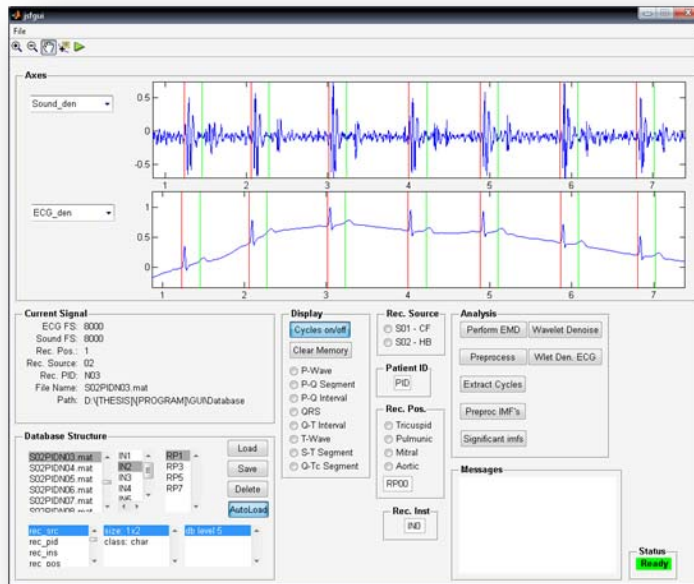 jsfgui
File
Axes
Sound_den
0.5
0
-0.5
1 2 3 4 5 6 7
ECG_den
1
0.5
0
1 2 3 4 5 6 7
Current Signal
ECG FS: 8000
Sound FS: 8000
Rec. Pos.: 1
Rec. Source: 02
Rec. PID: N03
File Name: S02PIDN03.mat
Path: D:\[THESIS]\[PROGRAM]\GUI\Database
Database Structure
S02PIDN03.mat
S02PIDN04.mat
S02PIDN05.mat
S02PIDN06.mat
S02PIDN07.mat
S02PIDN08.mat
IN1
IN2
IN3
IN4
IN5
RP1
RP3
RP5
RP7
Load
Save
Delete
AutoLoad
rec_src
rec_pid
rec_ins
rec_pos
size: 1x2
class: char
db level 5
Display
Cycles on/off
Clear Memory
P-Wave
P-Q Segment
P-Q Interval
QRS
Q-T Interval
T-Wave
S-T Segment
Q-Tc Segment
Rec. Source
S01 - CF
S02 - HB
Patient ID
PID
Rec. Pos.
Tricuspid
Pulmunic
Mitral
Aortic
RP00
Rec. Inst
IN0
Analysis
Perform EMD Wavelet Denoise
Preprocess Wlet Den. ECG
Extract Cycles
Preproc IMF's
Significant imfs
Messages
Status
Ready